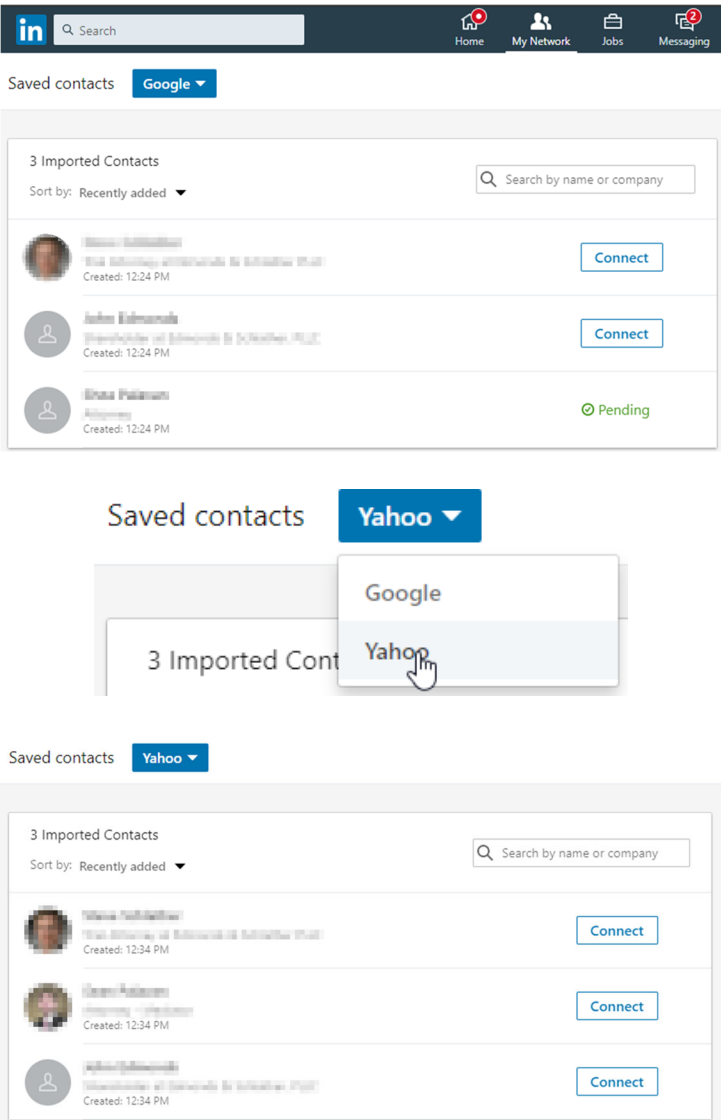 in
Search
Home
My Network
Jobs
2
Messaging
Saved contacts Google
3 Imported Contacts
Sort by: Recently added
Search by name or company
Created: 12:24 PM
Connect
Created: 12:24 PM
Connect
Created: 12:24 PM
Pending
Saved contacts Yahoo
Google
3 Imported Cont
Yahoo
Saved contacts Yahoo
3 Imported Contacts
Sort by: Recently added
Search by name or company
Created: 12:34 PM
Connect
Created: 12:34 PM
Connect
Created: 12:34 PM
Connect